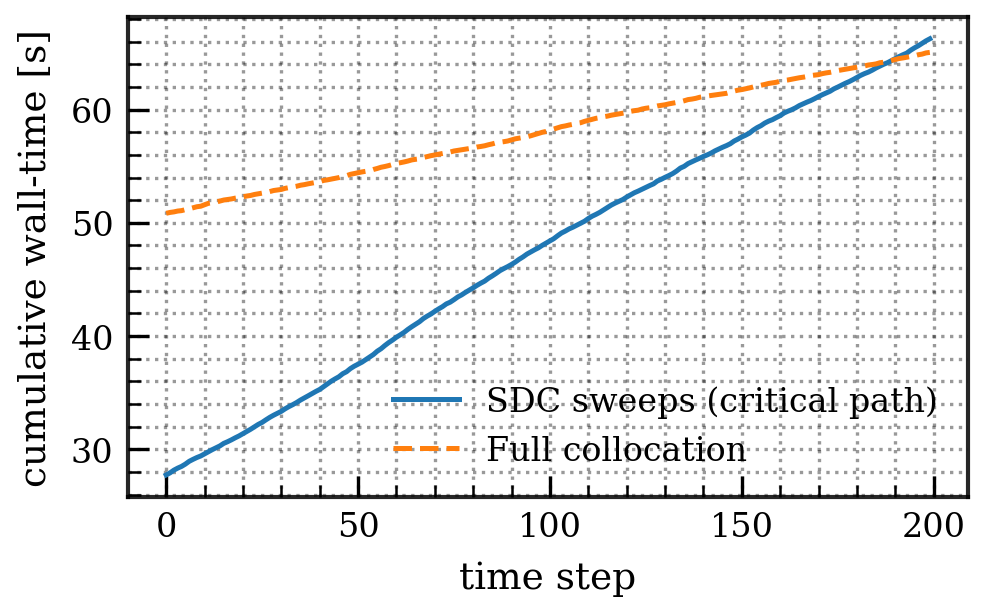 cumulative wall-time [s]
60
50
40
30
SDC sweeps (critical path)
Full collocation
0 50 100 150 200
time step